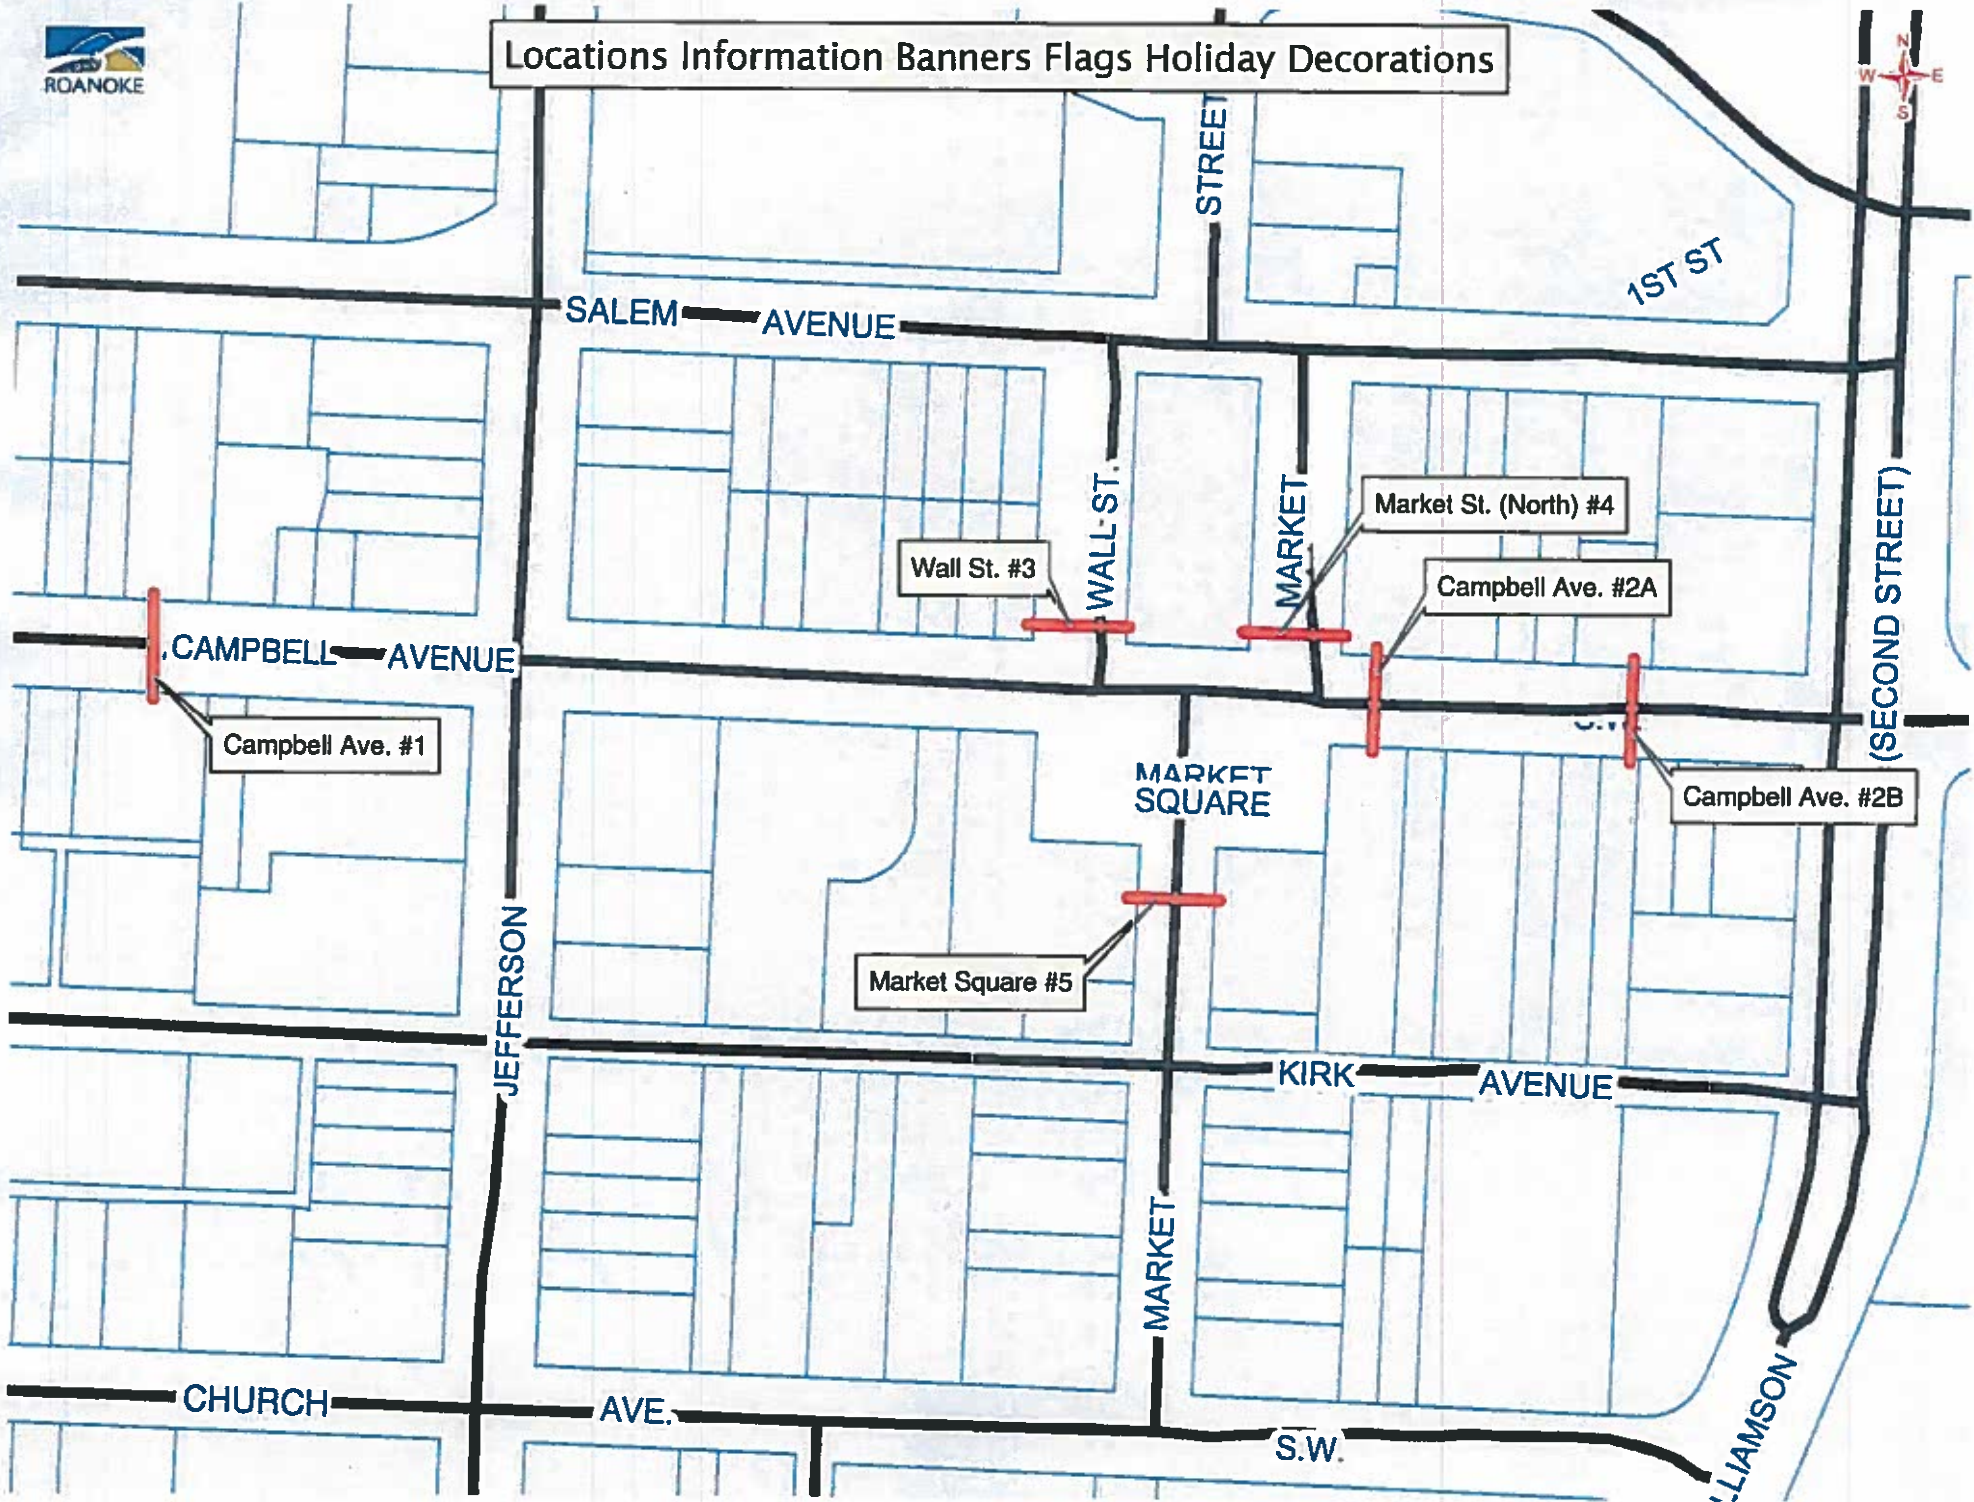 ROANOKE
Locations Information Banners Flags Holiday Decorations
N
W E
S
STREET
1ST ST
SALEM AVENUE
WALL ST.
MARKET
Market St. (North) #4
Wall St. #3
Campbell Ave. #2A
(SECOND STREET)
CAMPBELL AVENUE
S.W.
Campbell Ave. #1
MARKET
SQUARE
Campbell Ave. #2B
JEFFERSON
Market Square #5
KIRK AVENUE
MARKET
CHURCH AVE.
S.W.
LLIAMSON